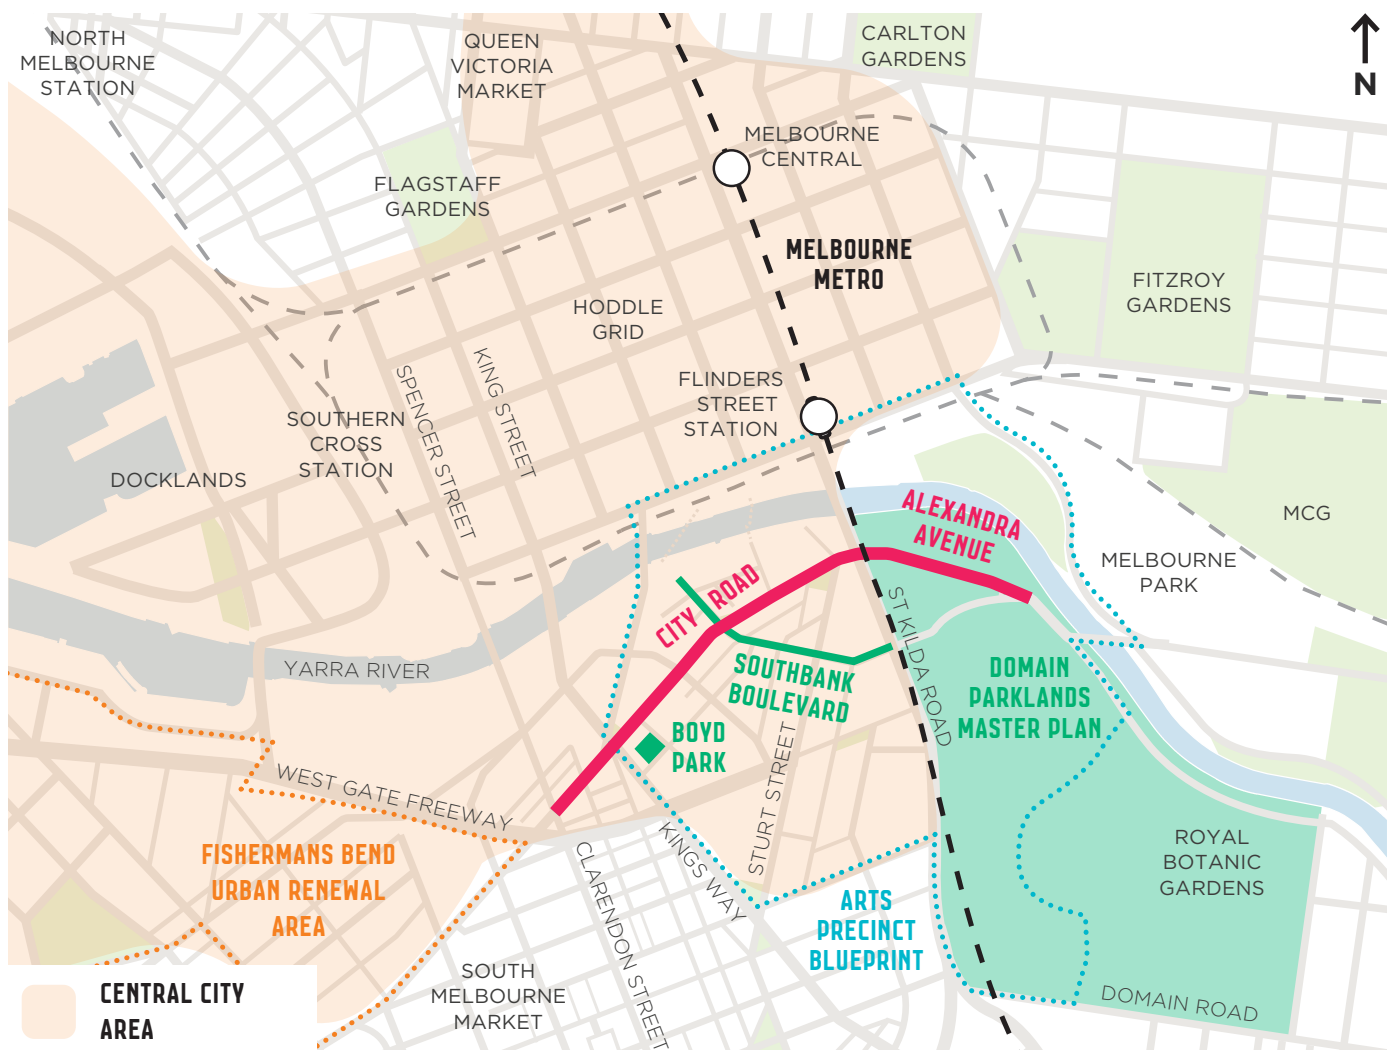 NORTH
MELBOURNE
STATION
QUEEN
VICTORIA
MARKET
CARLTON
GARDENS
N
MELBOURNE
CENTRAL
FLAGSTAFF
GARDENS
MELBOURNE
METRO
FITZROY
GARDENS
HODDLE
GRID
KING STREET
SPENCER STREET
FLINDERS
STREET
STATION
SOUTHERN
CROSS
STATION
DOCKLANDS
ALEXANDRA
AVENUE
MCG
MELBOURNE
PARK
CITY ROAD
ST KILDA ROAD
YARRA RIVER
SOUTHBANK
BOULEVARD
DOMAIN
PARKLANDS
MASTER PLAN
BOYD
PARK
STURT STREET
WEST GATE FREEWAY
KINGS WAY
CLARENDON STREET
FISHERMANS BEND
URBAN RENEWAL
AREA
ROYAL
BOTANIC
GARDENS
ARTS
PRECINCT
BLUEPRINT
SOUTH
MELBOURNE
MARKET
DOMAIN ROAD
CENTRAL CITY
AREA